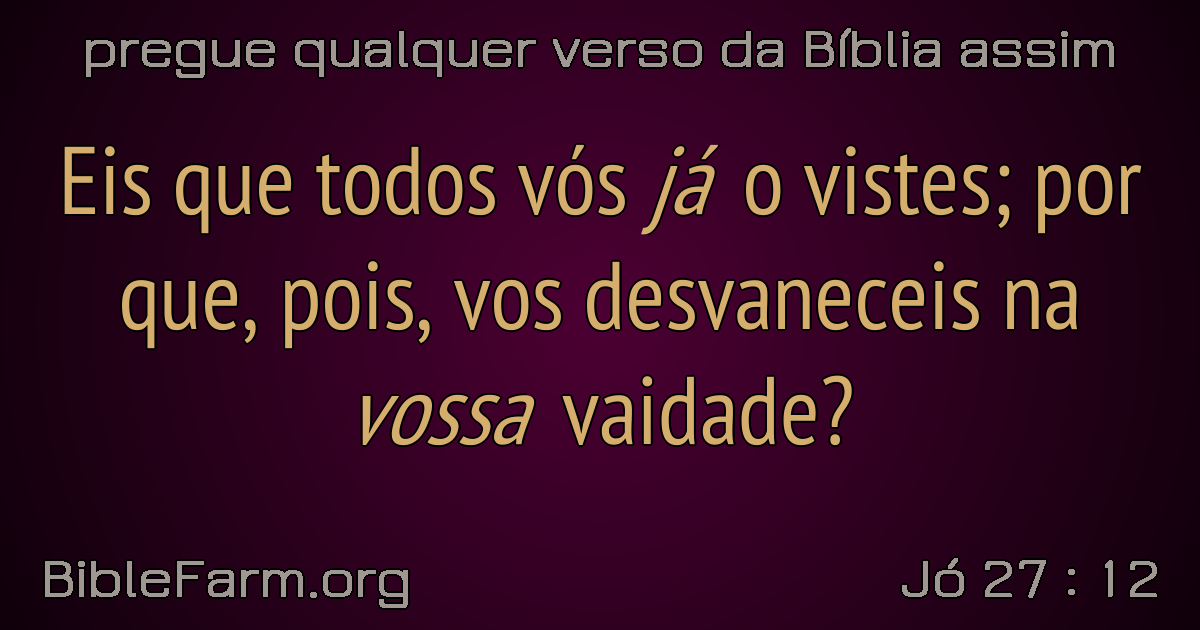 pregue qualquer verso da Bíblia assim
Eis que todos vós já o vistes; por
que, pois, vos desvaneceis na
vossa vaidade?
BibleFarm.org
Jó 27 : 12